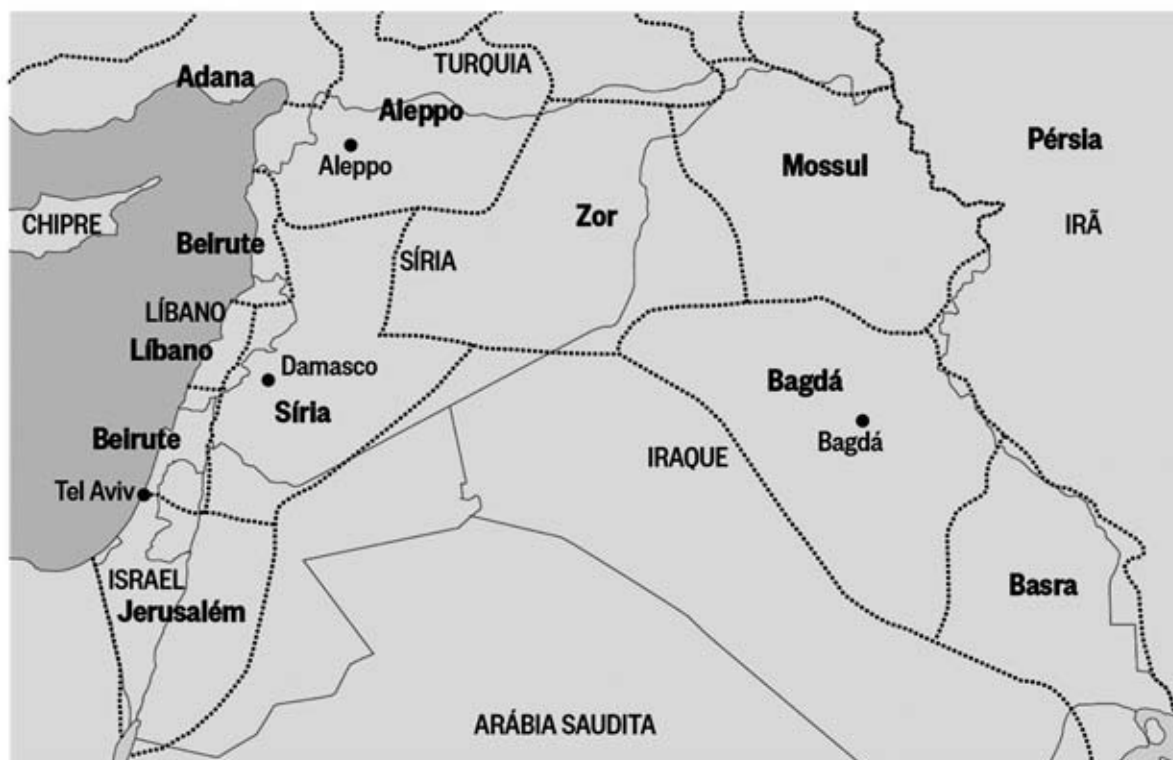 TURQUIA
Adana
Aleppo
Aleppo
Pérsia
Mossul
CHIPRE
Zor
IRÃ
Beirute
SÍRIA
LÍBANO
Líbano
Damasco
Bagdá
Síria
Beirute
Bagdá
IRAQUE
Tel Aviv
ISRAEL
Jerusalém
Basra
ARÁBIA SAUDITA